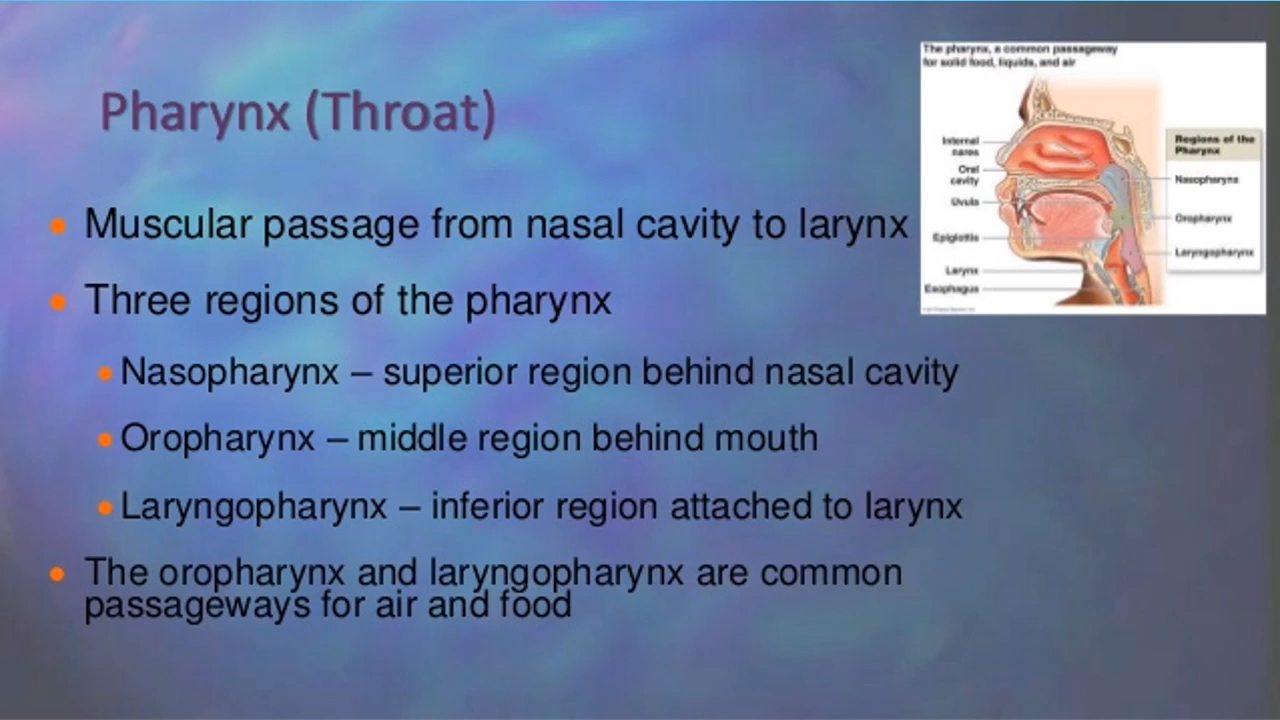 Pharynx (Throat)
• Muscular passage from nasal cavity to larynx
• Three regions of the pharynx
• Nasopharynx – superior region behind nasal cavity
• Oropharynx – middle region behind mouth
• Laryngopharynx – inferior region attached to larynx
• The oropharynx and laryngopharynx are common
passageways for air and food
The pharynx, a common passageway
for solid food, liquids, and air
Internal
nares
Oral
cavity
Uvula
Epiglottis
Larynx
Esophagus
Regions of the
Pharynx
Nasopharynx
Oropharynx
Laryngopharynx